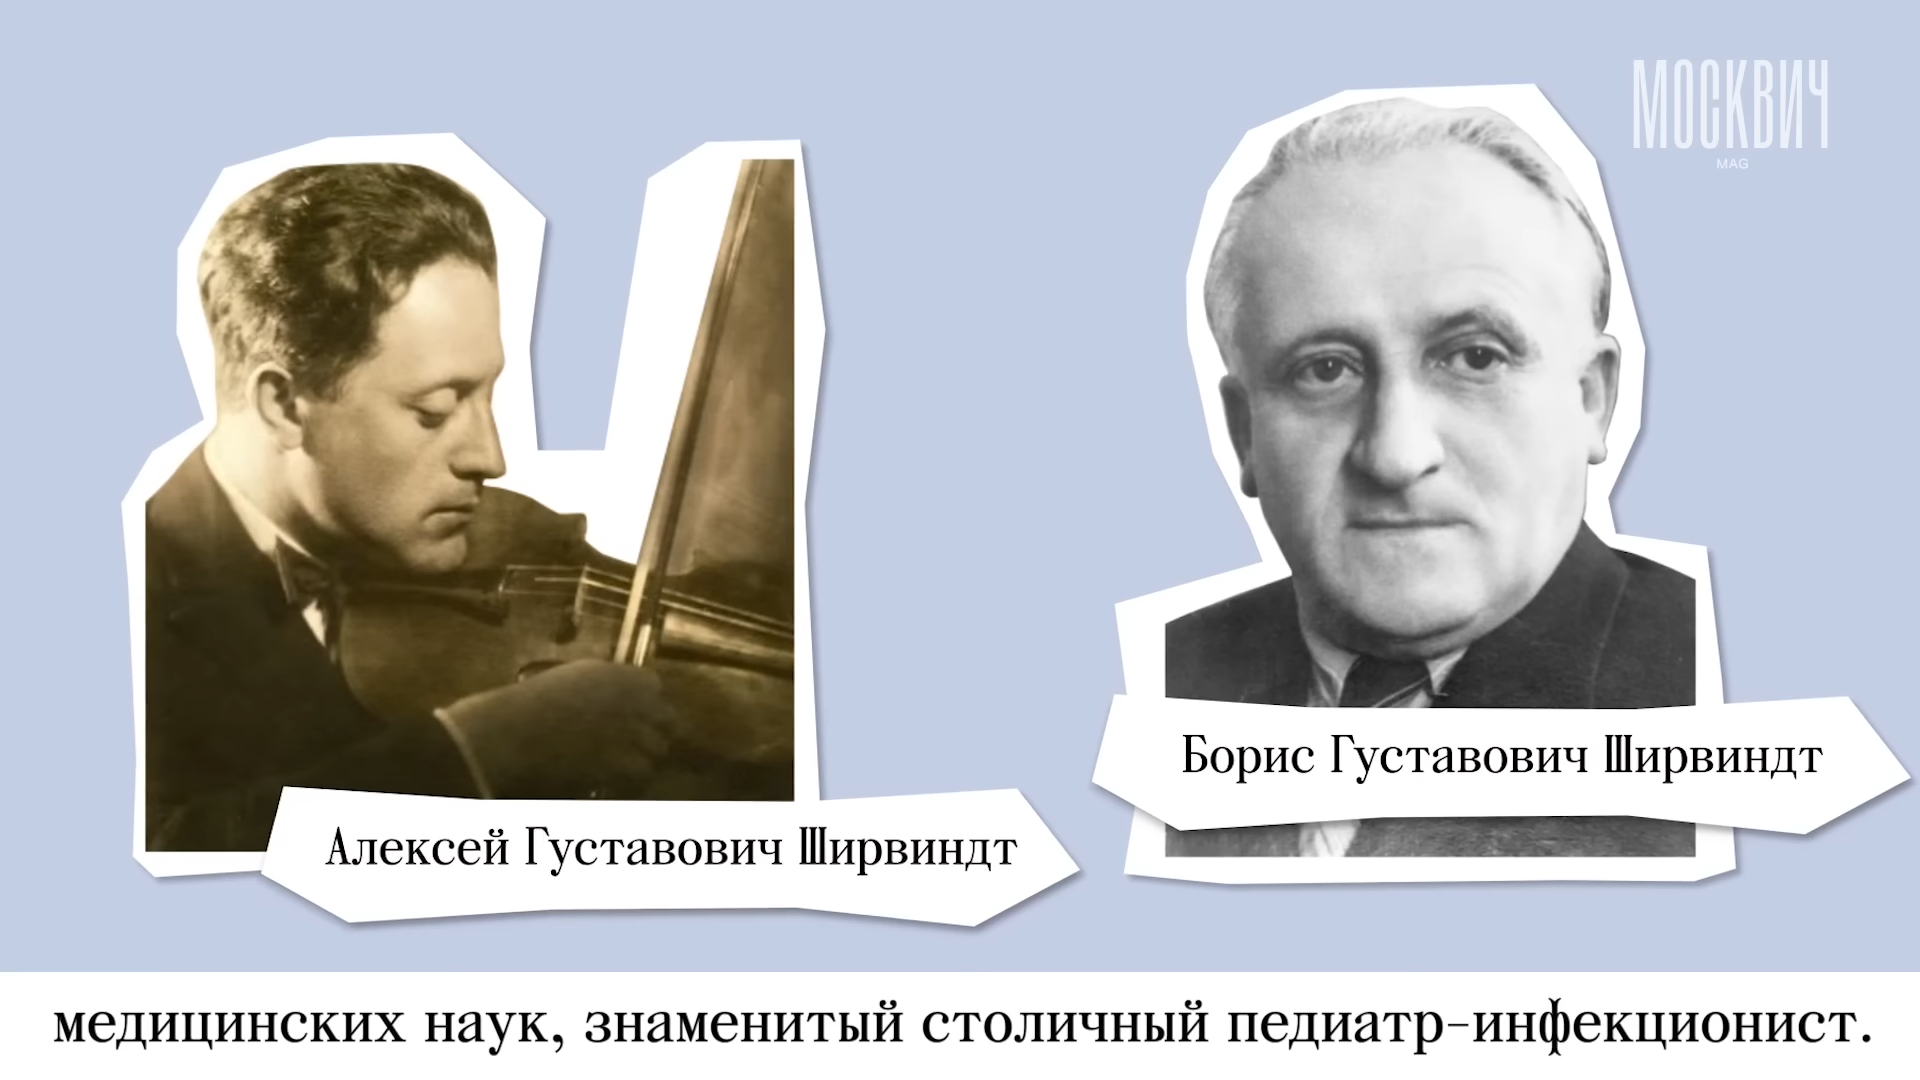 МОСКВИЧ
MAG
Борис Густавович Ширвиндт
Алексей Густавович Ширвиндт
медицинских наук, знаменитый столичный педиатр-инфекционист.